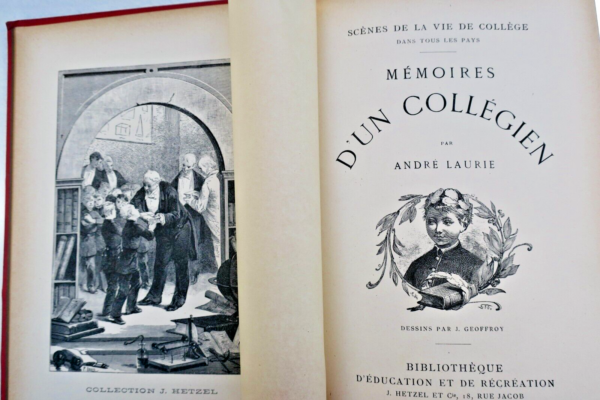 COLLECTION J. HETZEL
SCÈNES DE LA VIE DE COLLÈGE
DANS TOUS LES PAYS
MÉMOIRES
D'UN COLLÉGIEN
PAR
ANDRÉ LAURIE
DESSINS PAR J. GEOFFROY
BIBLIOTHÈQUE
D'ÉDUCATION ET DE RÉCRÉATION
J. HETZEL ET Cie, 18, RUE JACOB